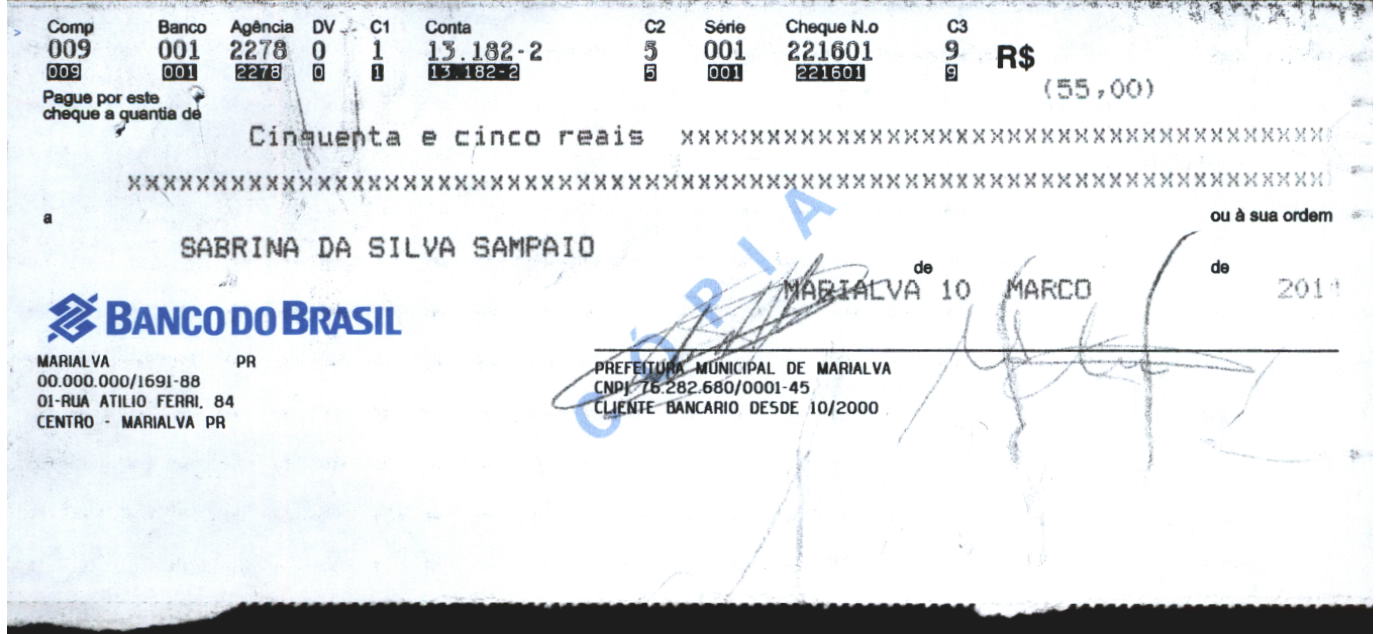 Comp Banco Agência DV C1 Conta C2 Série Cheque N.o C3
009 001 2278 0 1 13.182-2 5 001 221601 9 R$
009 001 2278 0 1 13.182-2 5 001 221601 9
(55,00)
Pague por este
cheque a quantia de
Cinquenta e cinco reais xxxxxxxxxxxxxxxxxxxxxxxxxxxxxxxxxxxxx
xxxxxxxxxxxxxxxxxxxxxxxxxxxxxxxxxxxxxxxxxxxxxxxxxxxxxxxxxxxxxxxxxxxx
a ou à sua ordem
SABRINA DA SILVA SAMPAIO
de de
MARIALVA 10 MARCO
BANCO DO BRASIL
MARIALVA PR
00.000.000/1691-88
01-RUA ATILIO FERRI, 84
CENTRO - MARIALVA PR
PREFEITURA MUNICIPAL DE MARIALVA
CNPJ 76.282.680/0001-45
CLIENTE BANCARIO DESDE 10/2000
CÓPIA